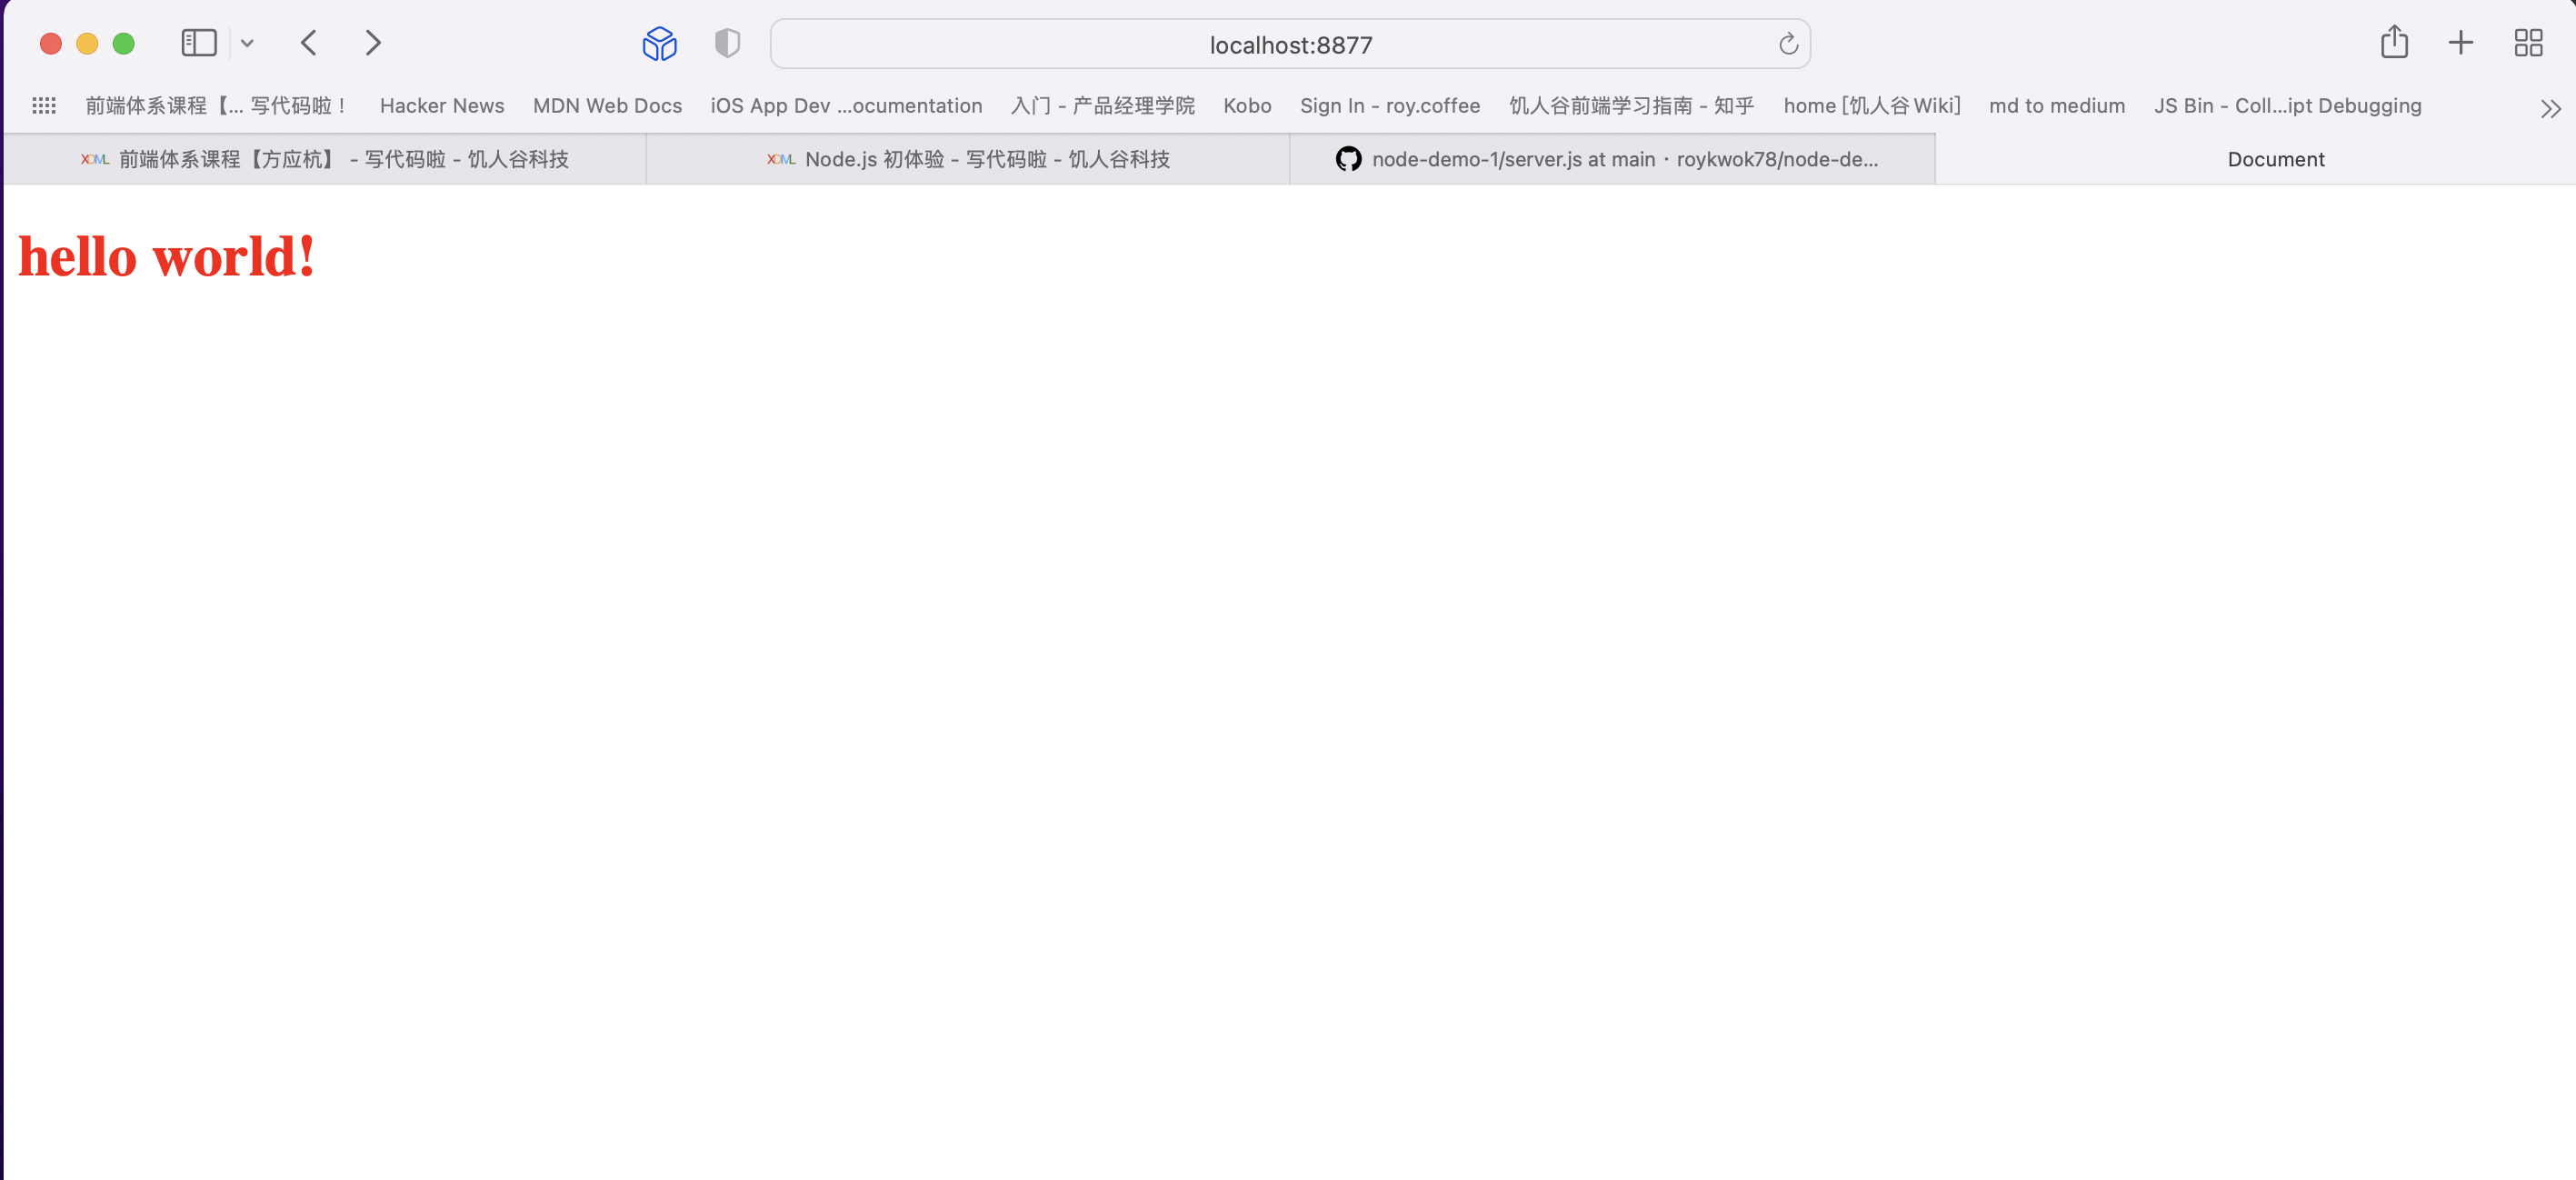 localhost:8877
前端体系课程【... 写代码啦！ Hacker News MDN Web Docs iOS App Dev ...ocumentation 入门 - 产品经理学院 Kobo Sign In - roy.coffee 饥人谷前端学习指南 - 知乎 home [饥人谷 Wiki] md to medium JS Bin - Coll...ipt Debugging
XDML 前端体系课程【方应杭】 - 写代码啦 - 饥人谷科技 XDML Node.js 初体验 - 写代码啦 - 饥人谷科技 node-demo-1/server.js at main · roykwok78/node-de... Document
hello world!